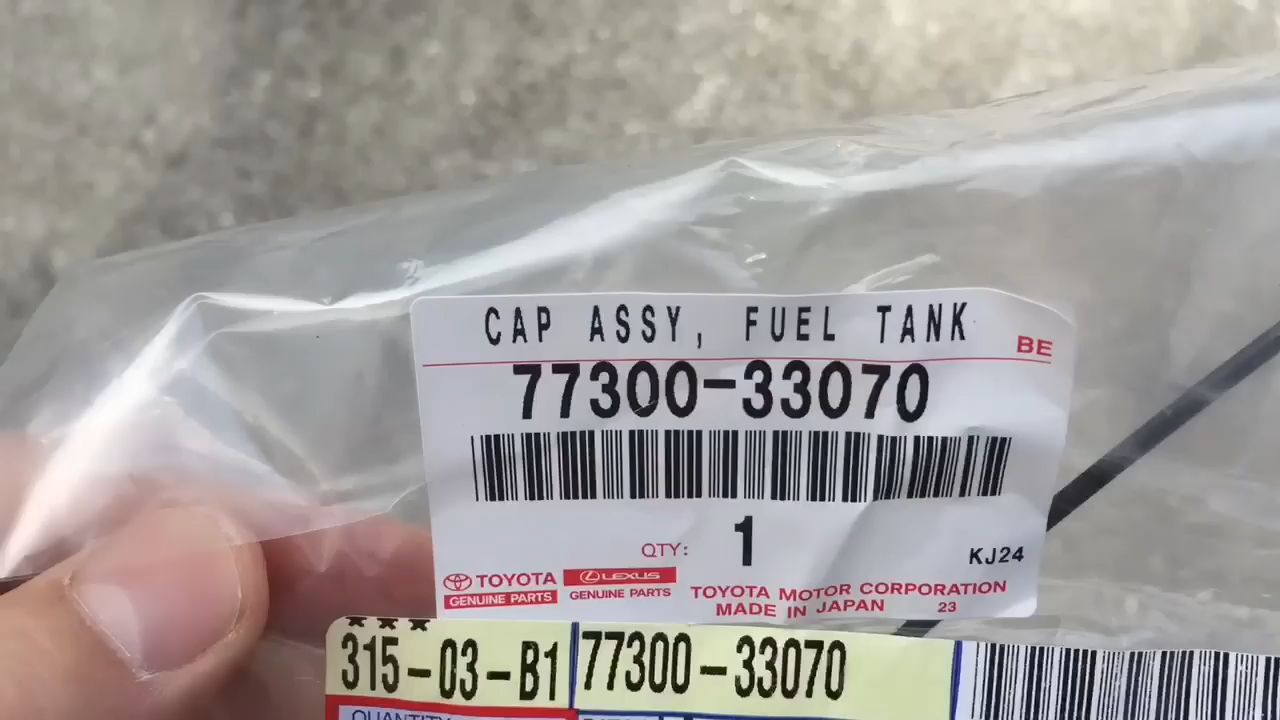 CAP ASSY, FUEL TANK
BE
77300-33070
QTY: 1
KJ24
TOYOTA
GENUINE PARTS
LEXUS
GENUINE PARTS
TOYOTA MOTOR CORPORATION
MADE IN JAPAN 23
***
315-03-B1 77300-33070
QUANTITY